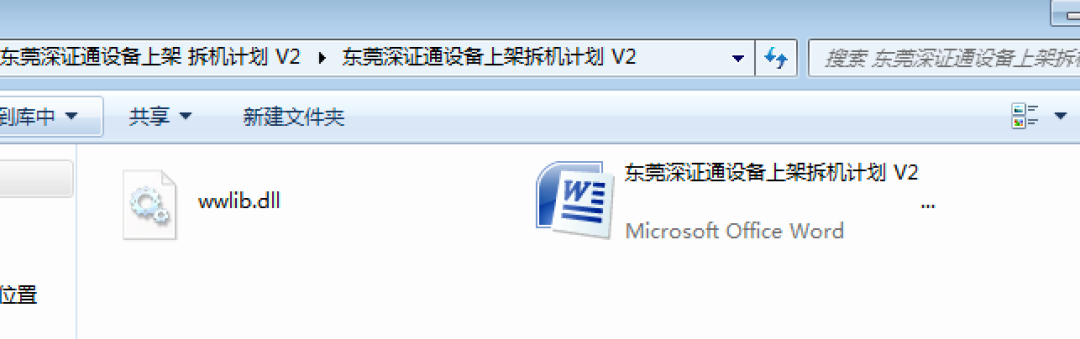 东莞深证通设备上架 拆机计划 V2 ▶ 东莞深证通设备上架拆机计划 V2
搜索 东莞深证通设备上架拆
到库中
共享
新建文件夹
wwlib.dll
东莞深证通设备上架拆机计划 V2
...
Microsoft Office Word
位置